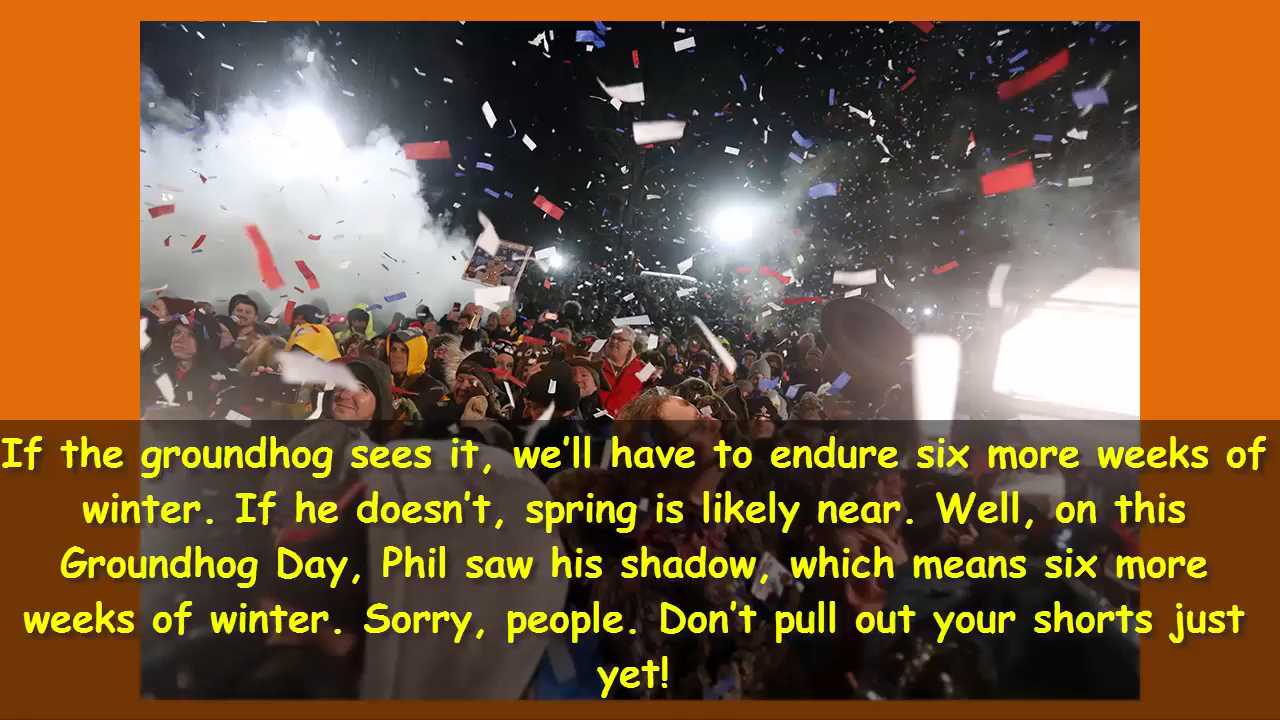 If the groundhog sees it, we'll have to endure six more weeks of
winter. If he doesn't, spring is likely near. Well, on this
Groundhog Day, Phil saw his shadow, which means six more
weeks of winter. Sorry, people. Don't pull out your shorts just
yet!